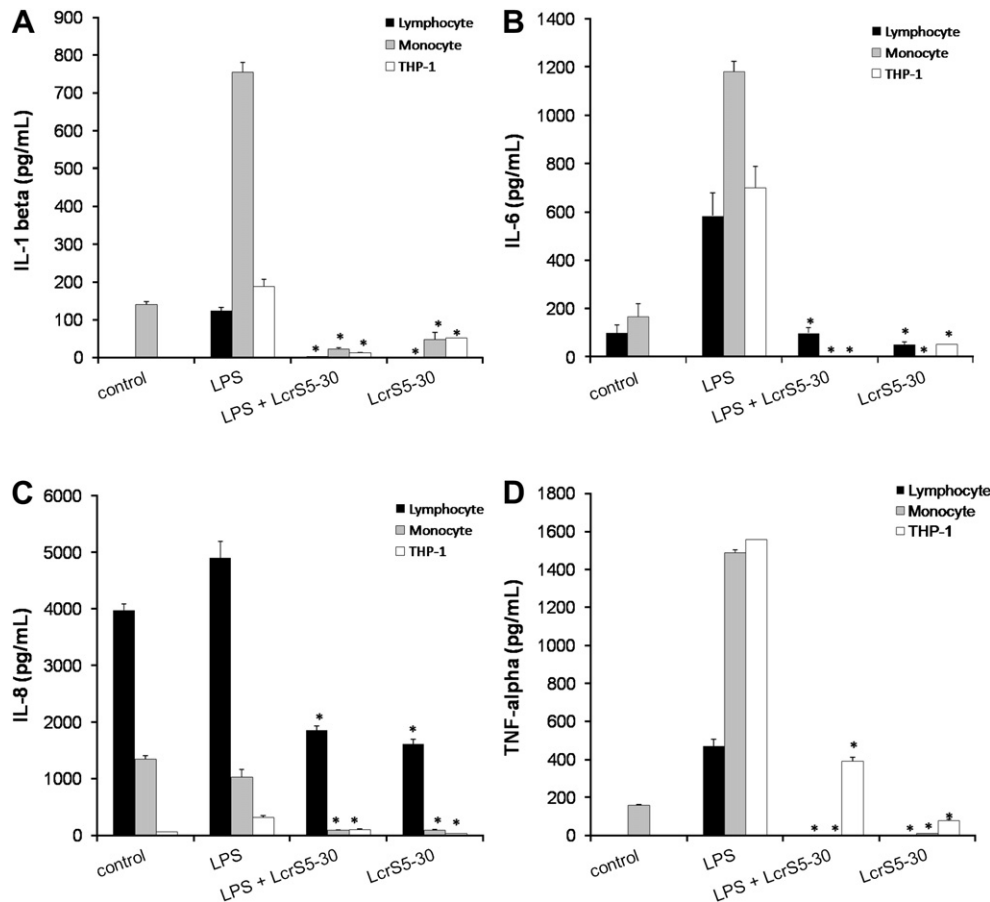 A
IL-1 beta (pg/mL)
900
800
700
600
500
400
300
200
100
0
Lymphocyte
Monocyte
THP-1
* * * * * *
control LPS LPS + LcrS5-30 LcrS5-30
B
IL-6 (pg/mL)
1400
1200
1000
800
600
400
200
0
Lymphocyte
Monocyte
THP-1
* * * * * *
control LPS LPS + LcrS5-30 LcrS5-30
C
IL-8 (pg/mL)
6000
5000
4000
3000
2000
1000
0
Lymphocyte
Monocyte
THP-1
* * * * * *
control LPS LPS + LcrS5-30 LcrS5-30
D
TNF-alpha (pg/mL)
1800
1600
1400
1200
1000
800
600
400
200
0
Lymphocyte
Monocyte
THP-1
* * * * * *
control LPS LPS + LcrS5-30 LcrS5-30